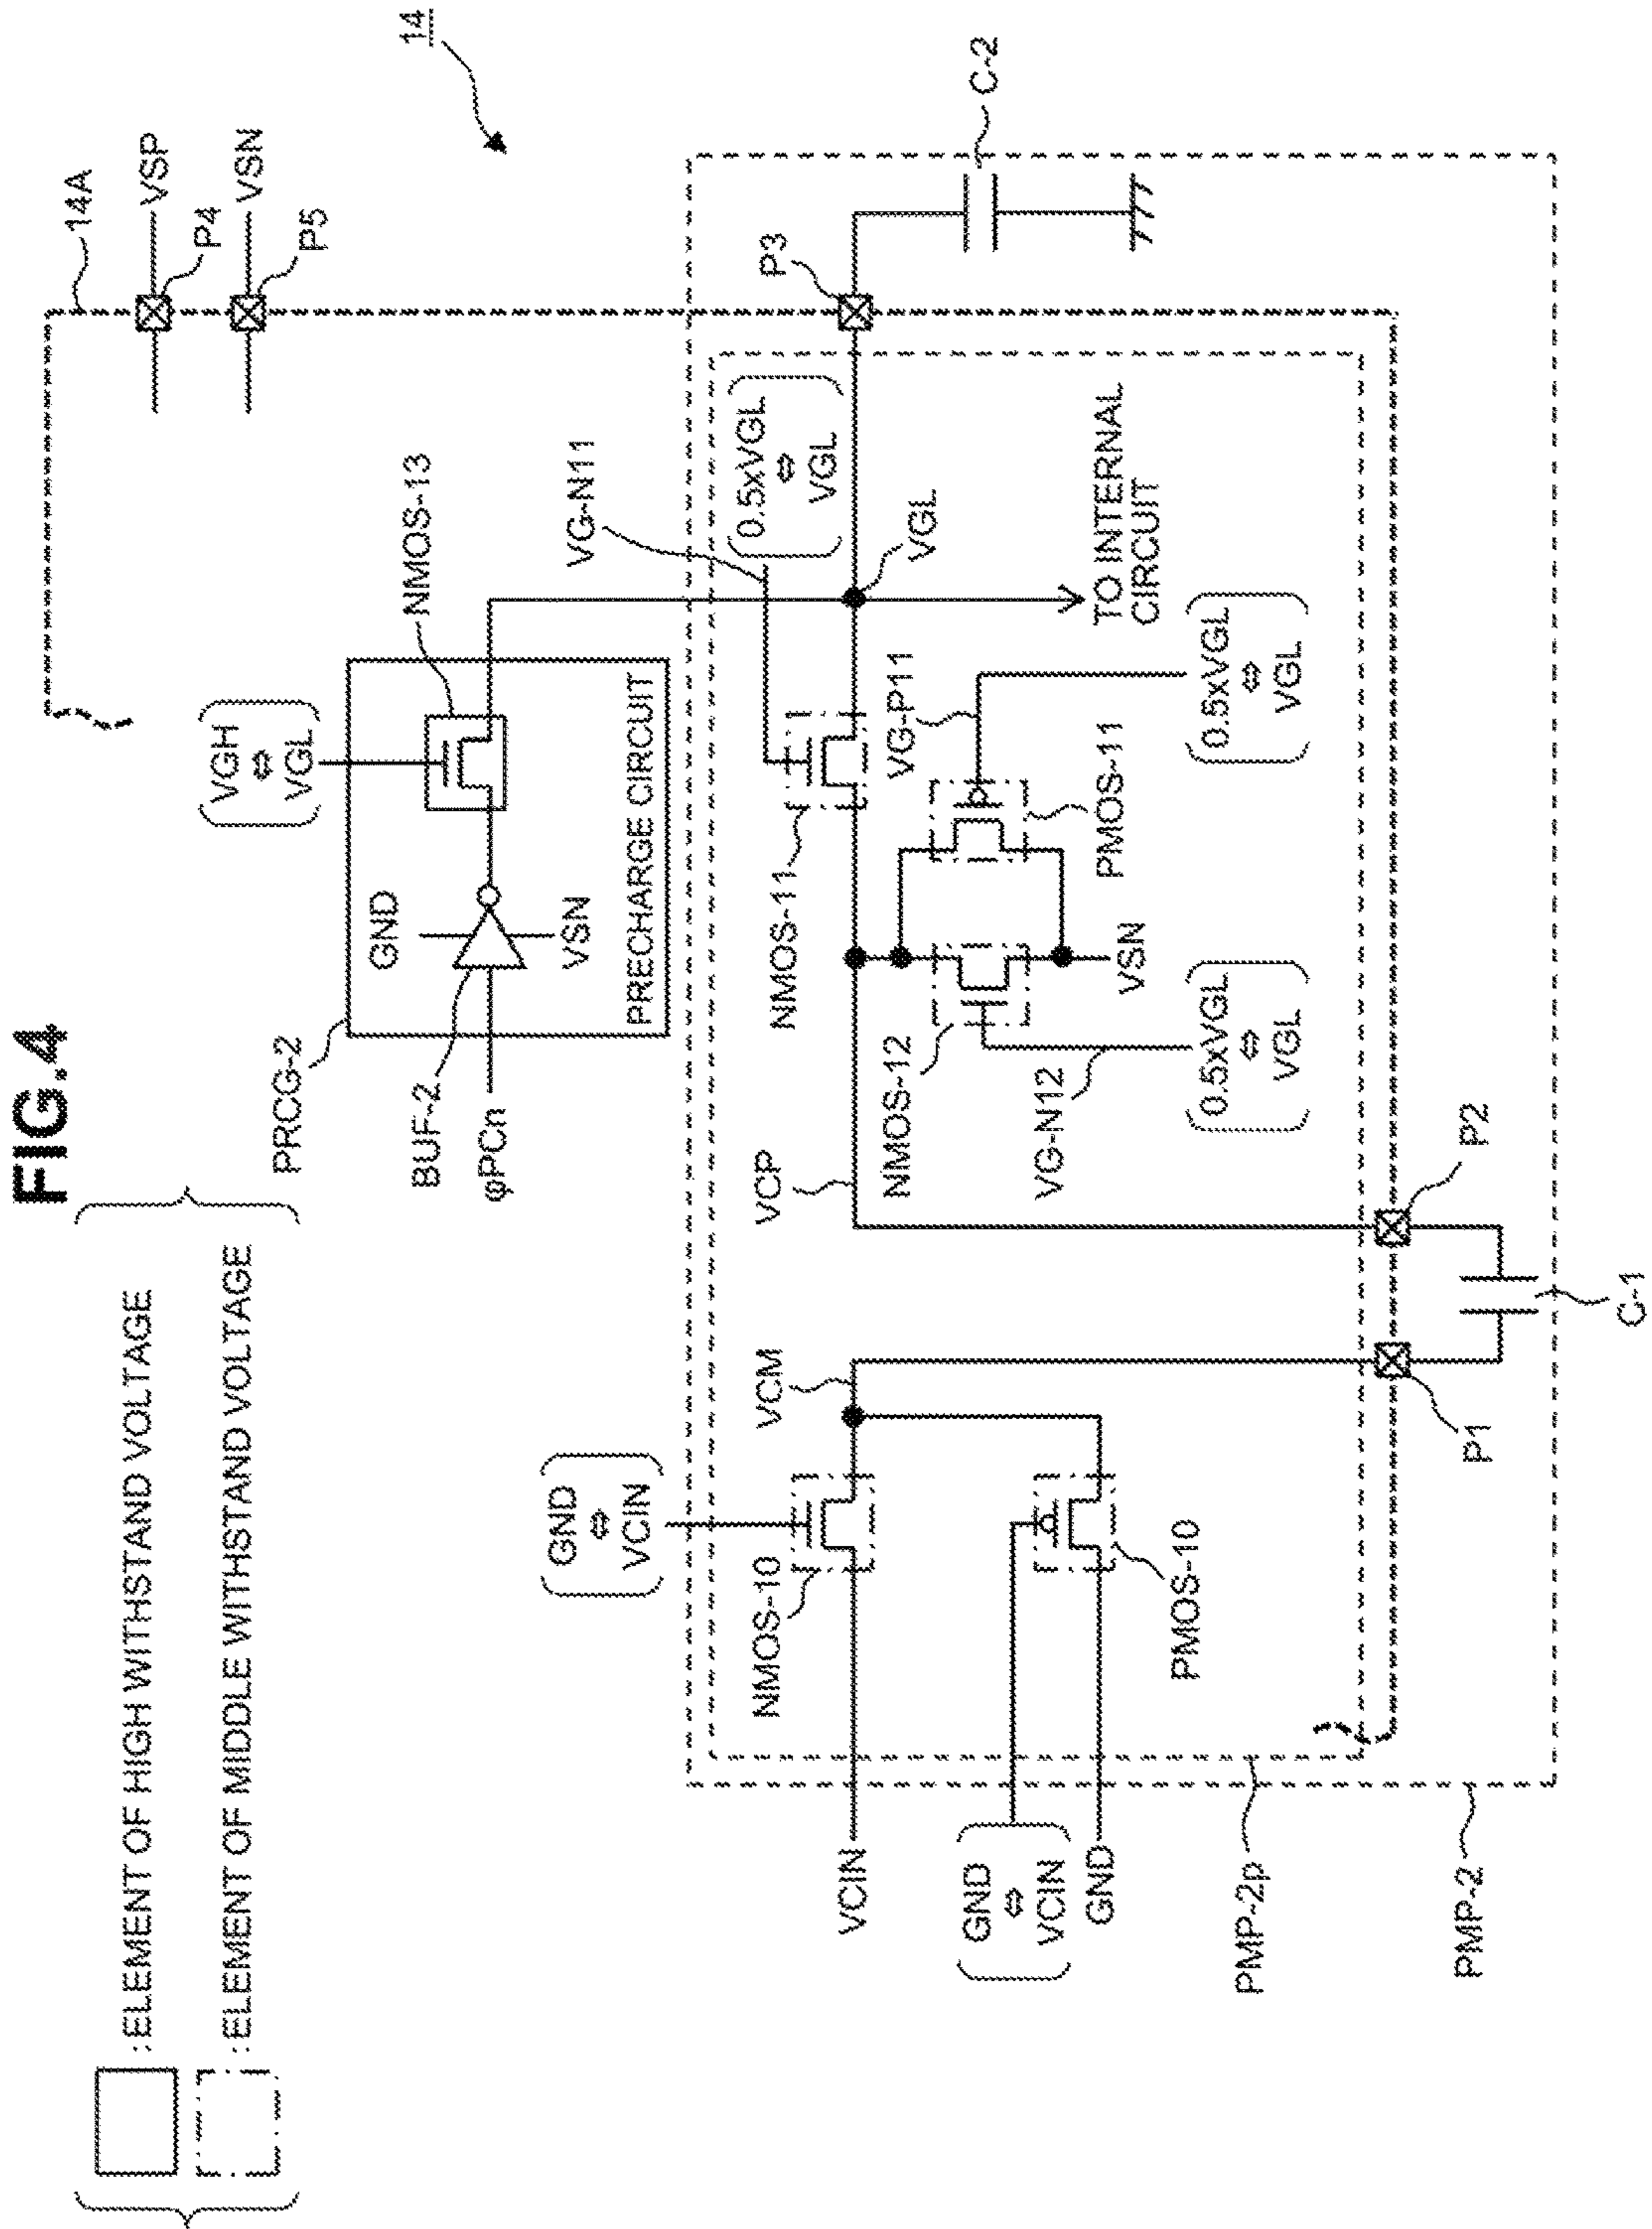 FIG.4
: ELEMENT OF HIGH WITHSTAND VOLTAGE
: ELEMENT OF MIDDLE WITHSTAND VOLTAGE
14
14A
VSP
P4
VSN
P5
VGH
⇔
VGL
NMOS-13
PRCG-2
GND
VSN
BUF-2
φPCn
PRECHARGE CIRCUIT
VG-N11
0.5xVGL
⇔
VGL
P3
C-2
GND
⇔
VCIN
NMOS-10
VCM
VCP
NMOS-11
VGL
VCIN
NMOS-12
VG-P11
PMOS-11
TO INTERNAL
CIRCUIT
GND
⇔
VCIN
GND
PMOS-10
VG-N12
VSN
0.5xVGL
⇔
VGL
0.5xVGL
⇔
VGL
PMP-2p
PMP-2
P1
P2
C-1